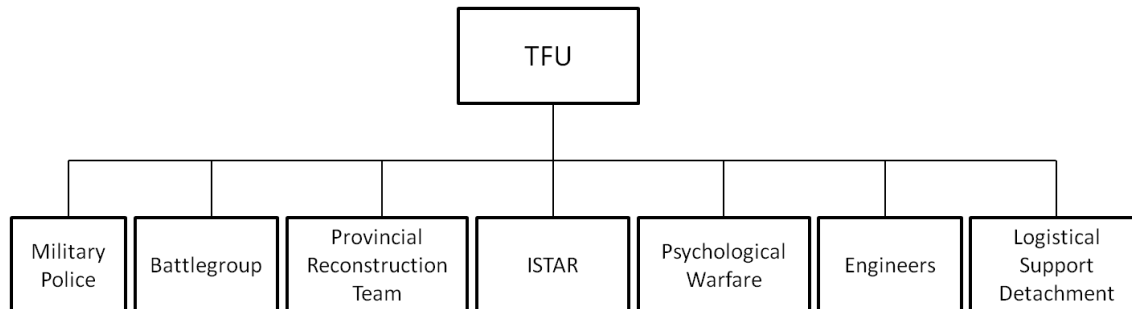 TFU
Military
Police
Battlegroup
Provincial
Reconstruction
Team
ISTAR
Psychological
Warfare
Engineers
Logistical
Support
Detachment